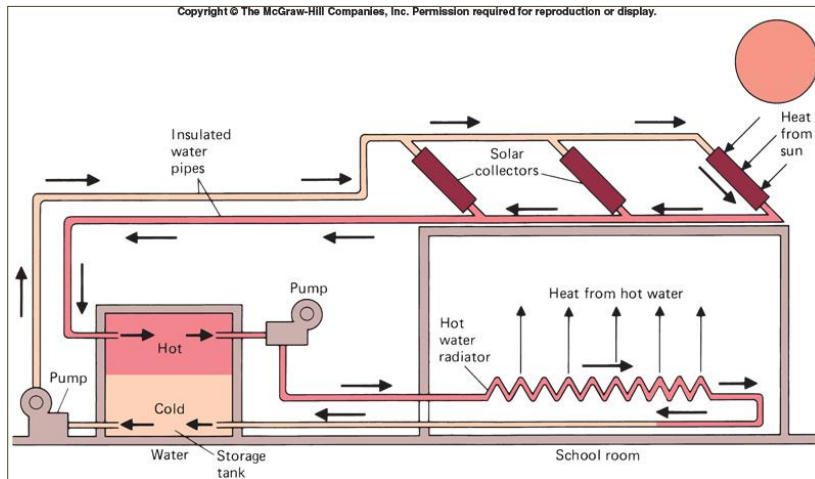 Copyright © The McGraw-Hill Companies, Inc. Permission required for reproduction or display.
Insulated
water
pipes
Solar
collectors
Heat
from
sun
Pump
Heat from hot water
Hot
water
radiator
Hot
Pump
Cold
Water
Storage
tank
School room